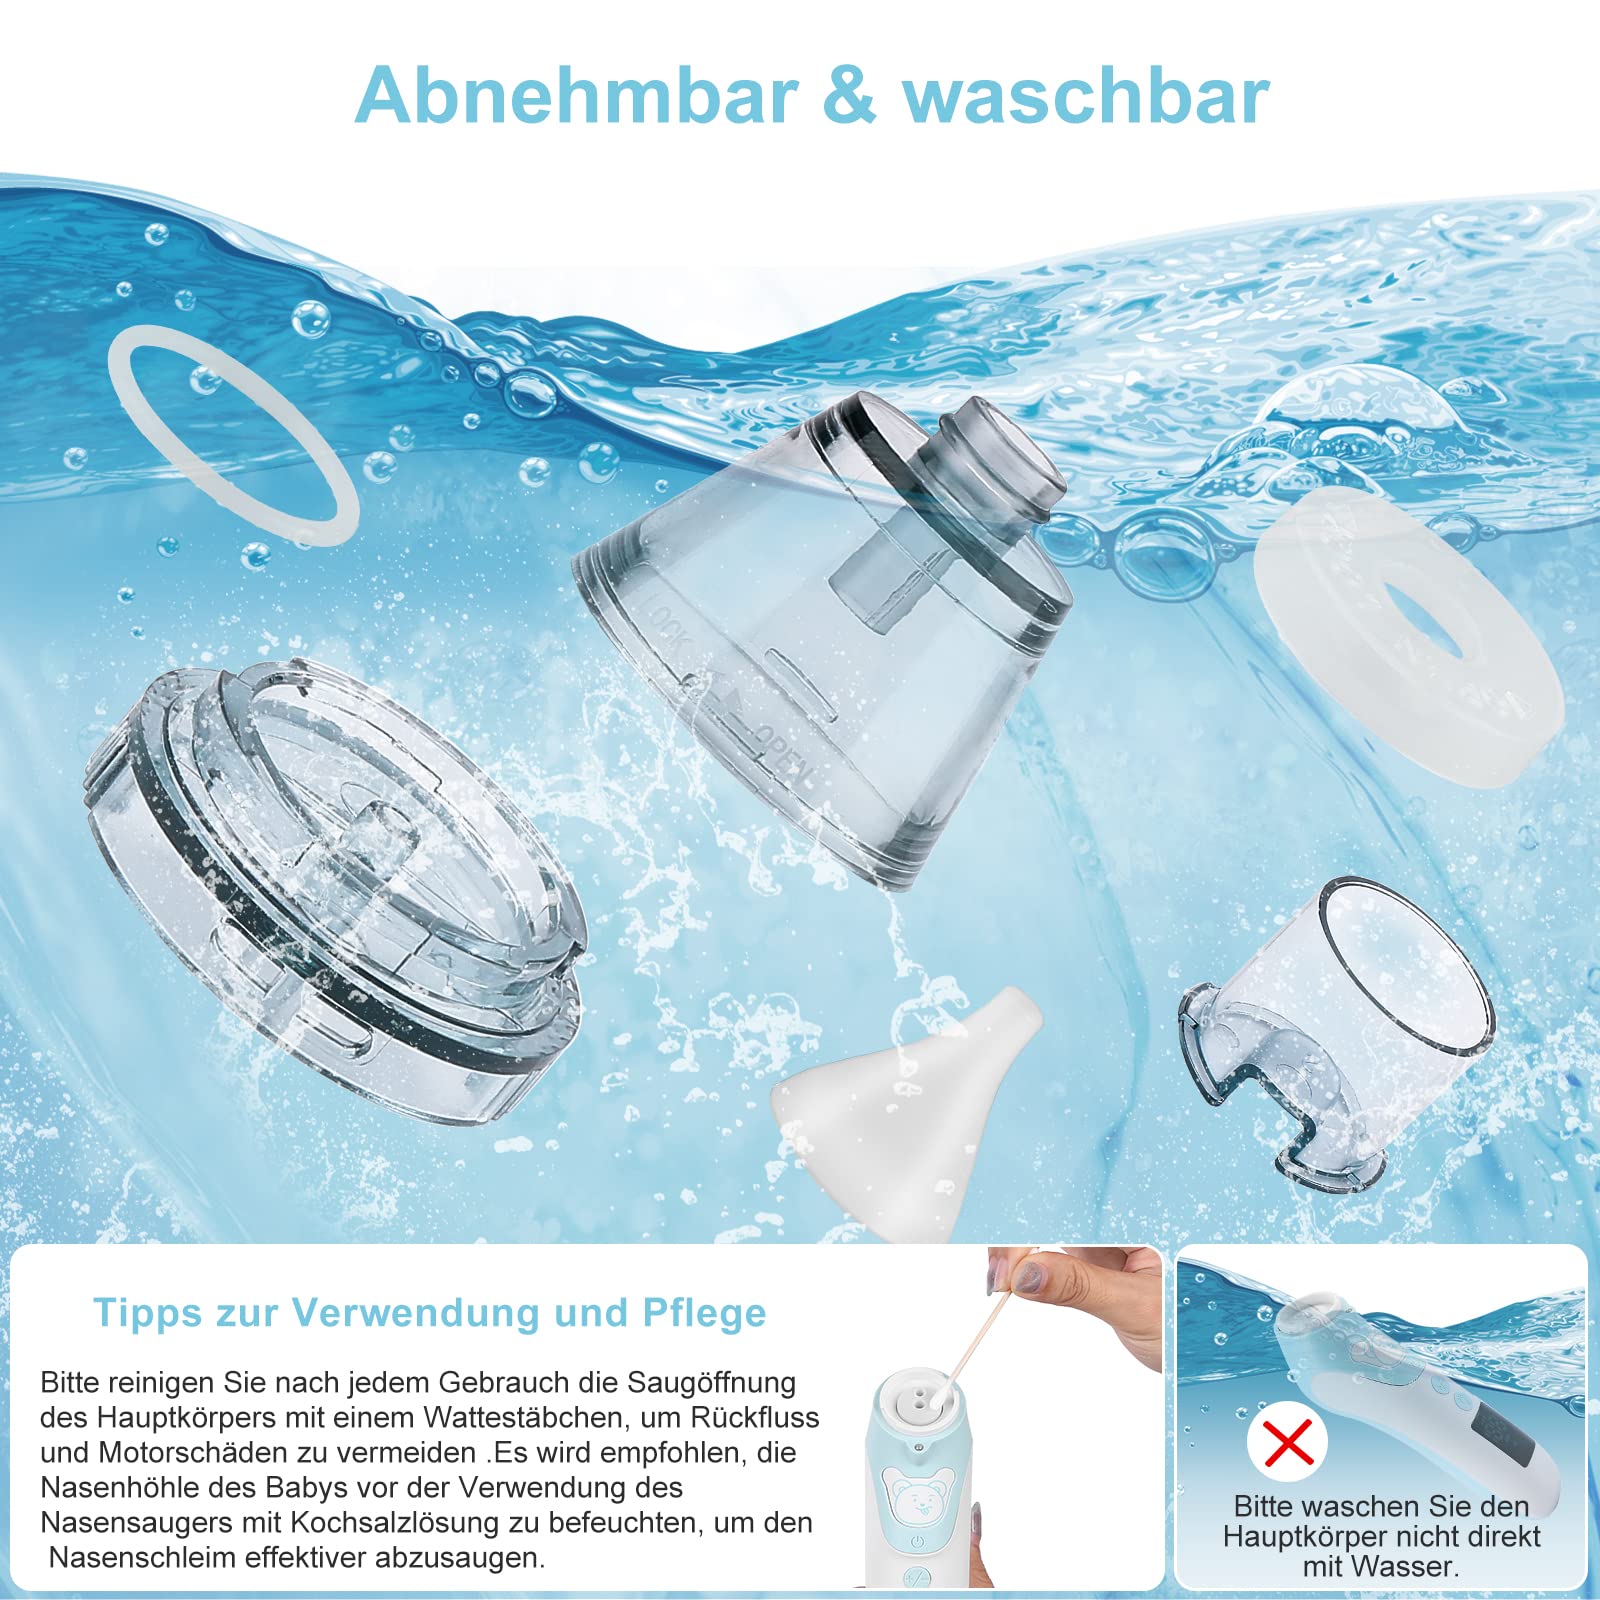 Abnehmbar & waschbar
LOCK
OPEN
Tipps zur Verwendung und Pflege
Bitte reinigen Sie nach jedem Gebrauch die Saugöffnung
des Hauptkörpers mit einem Wattestäbchen, um Rückfluss
und Motorschäden zu vermeiden .Es wird empfohlen, die
Nasenhöhle des Babys vor der Verwendung des
Nasensaugers mit Kochsalzlösung zu befeuchten, um den
Nasenschleim effektiver abzusaugen.
+/-
Bitte waschen Sie den
Hauptkörper nicht direkt
mit Wasser.